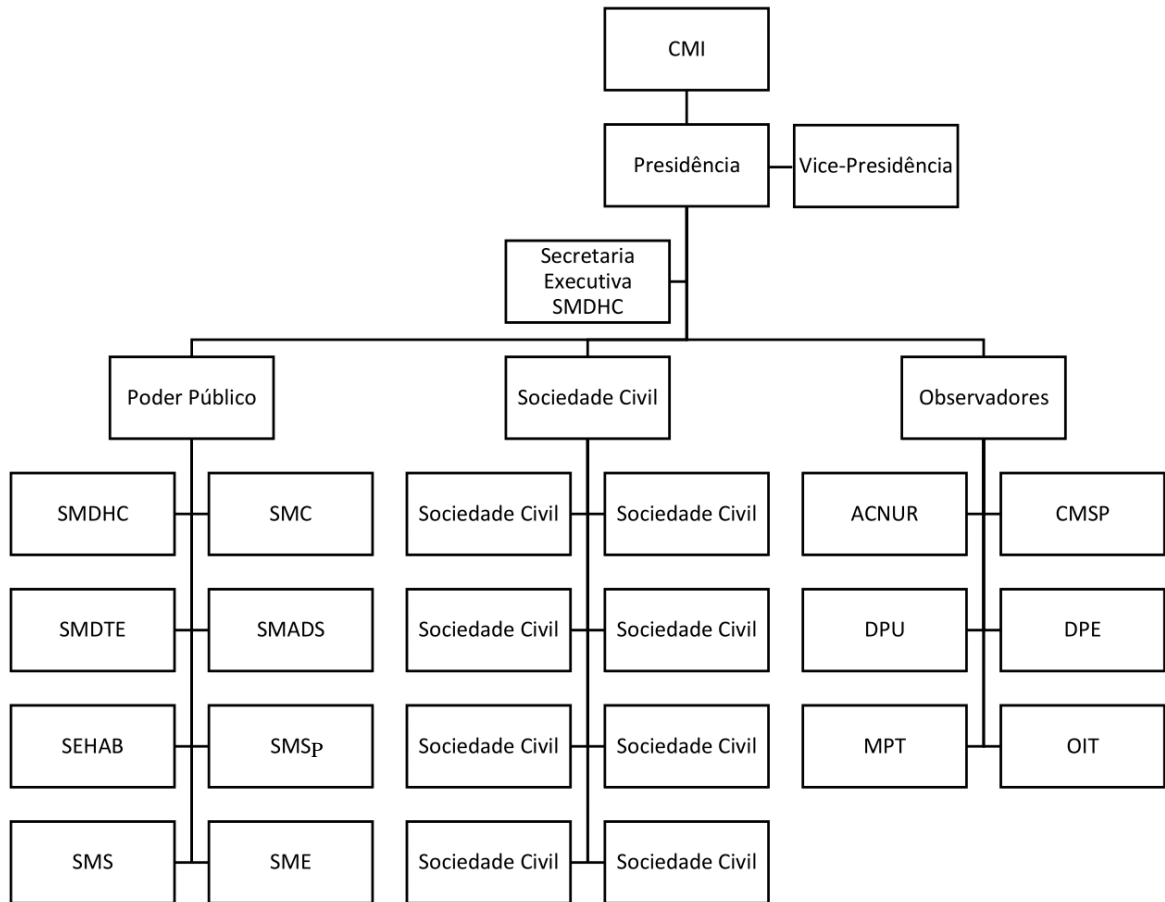 CMI
Presidência
Vice-Presidência
Secretaria
Executiva
SMDHC
Poder Público
Sociedade Civil
Observadores
SMDHC
SMC
Sociedade Civil
Sociedade Civil
ACNUR
CMSP
SMDTE
SMADS
Sociedade Civil
Sociedade Civil
DPU
DPE
SEHAB
SMSP
Sociedade Civil
Sociedade Civil
MPT
OIT
SMS
SME
Sociedade Civil
Sociedade Civil